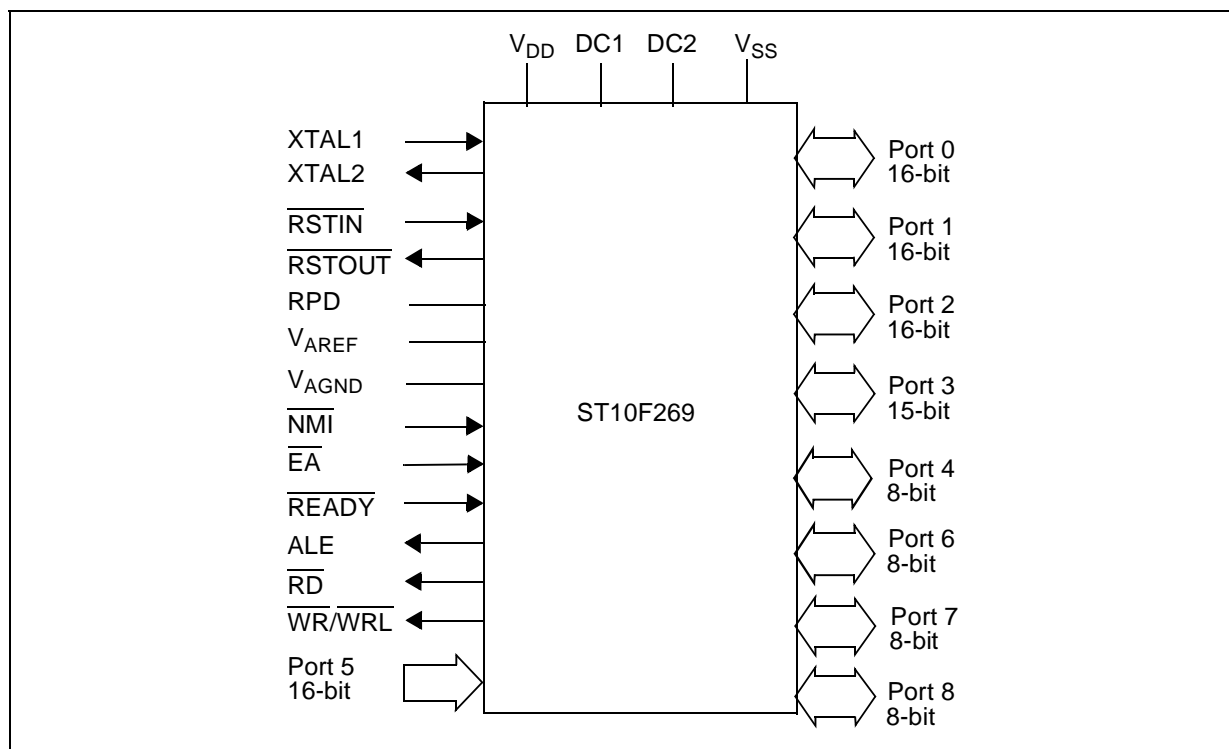 VDD DC1 DC2 VSS
XTAL1
XTAL2
RSTIN
RSTOUT
RPD
VAREF
VAGND
NMI
EA
READY
ALE
RD
WR/WRL
Port 5
16-bit
ST10F269
Port 0
16-bit
Port 1
16-bit
Port 2
16-bit
Port 3
15-bit
Port 4
8-bit
Port 6
8-bit
Port 7
8-bit
Port 8
8-bit